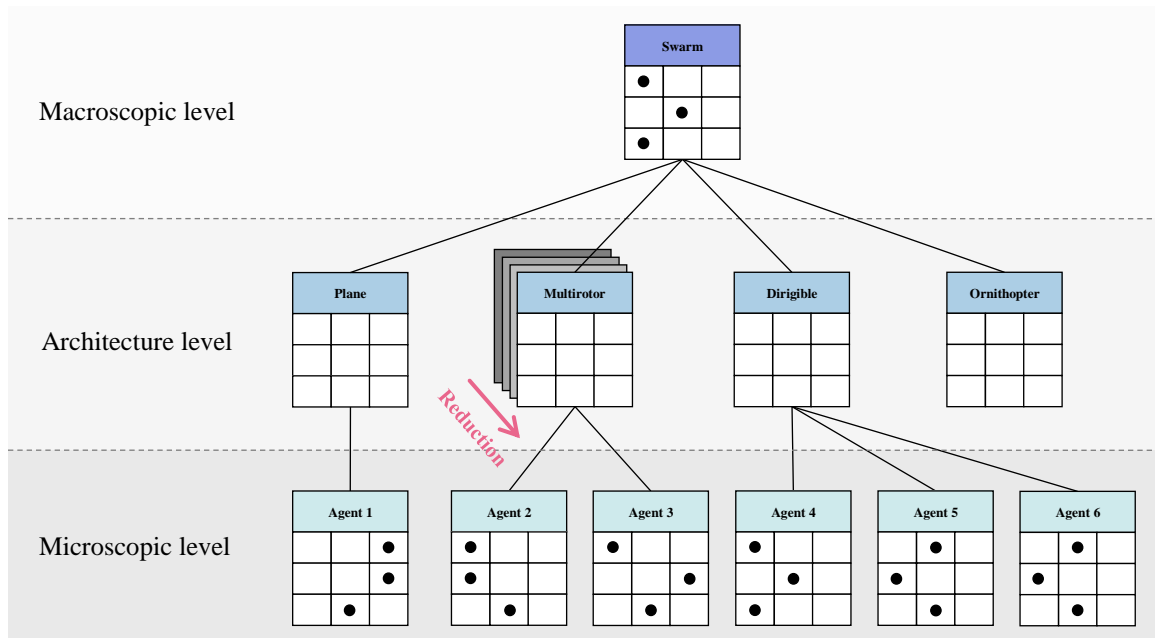 Swarm
Macroscopic level
Plane
Multirotor
Dirigible
Ornithopter
Architecture level
Reduction
Agent 1
Agent 2
Agent 3
Agent 4
Agent 5
Agent 6
Microscopic level